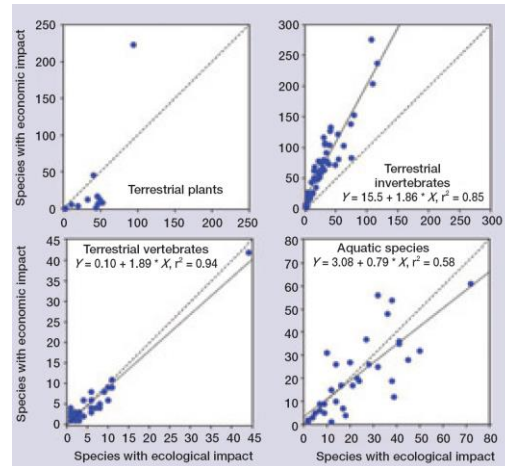 Species with economic impact
250
200
150
100
50
0
Terrestrial plants
0 50 100 150 200 250
300
250
200
150
100
50
0
Terrestrial
invertebrates
Y = 15.5 + 1.86 * X, r² = 0.85
0 50 100 150 200 250 300
Species with economic impact
45
40
35
30
25
20
15
10
5
0
Terrestrial vertebrates
Y = 0.10 + 1.89 * X, r² = 0.94
0 5 10 15 20 25 30 35 40 45
Species with ecological impact
80
70
60
50
40
30
20
10
0
Aquatic species
Y = 3.08 + 0.79 * X, r² = 0.58
0 10 20 30 40 50 60 70 80
Species with ecological impact